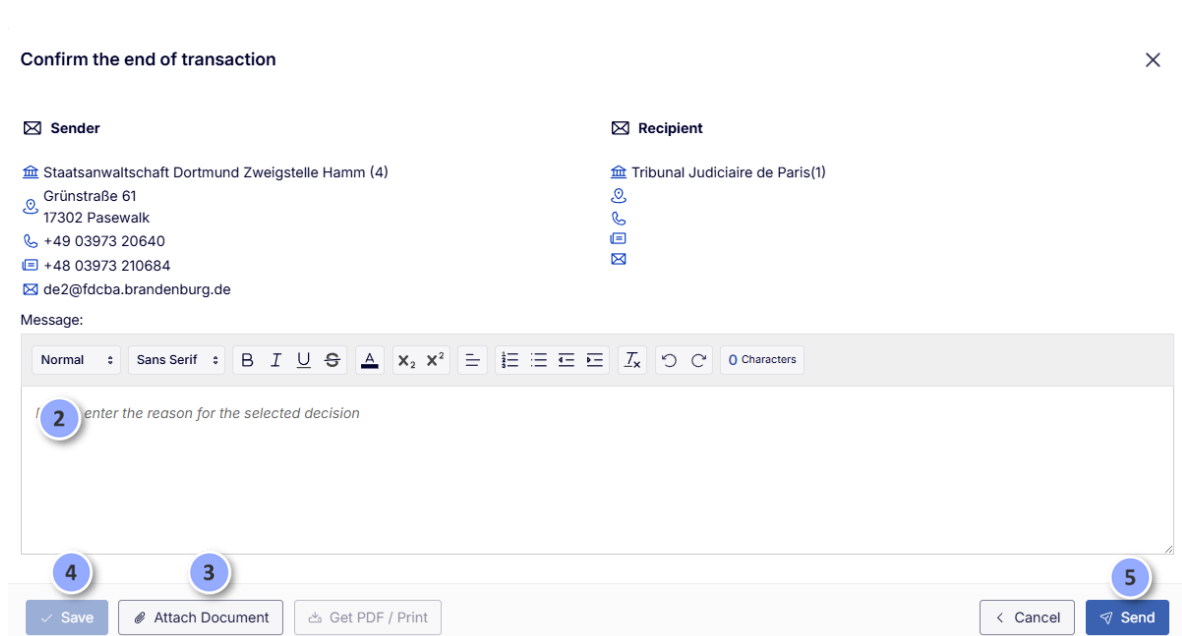 Confirm the end of transaction
Sender
Staatsanwaltschaft Dortmund Zweigstelle Hamm (4)
Grünstraße 61
17302 Pasewalk
+49 03973 20640
+48 03973 210684
de2@fdcba.brandenburg.de
Recipient
Tribunal Judiciaire de Paris(1)
Message:
Normal Sans Serif B I U S A X₂ X² 0 Characters
2 enter the reason for the selected decision
4 3 5
Save Attach Document Get PDF / Print Cancel Send